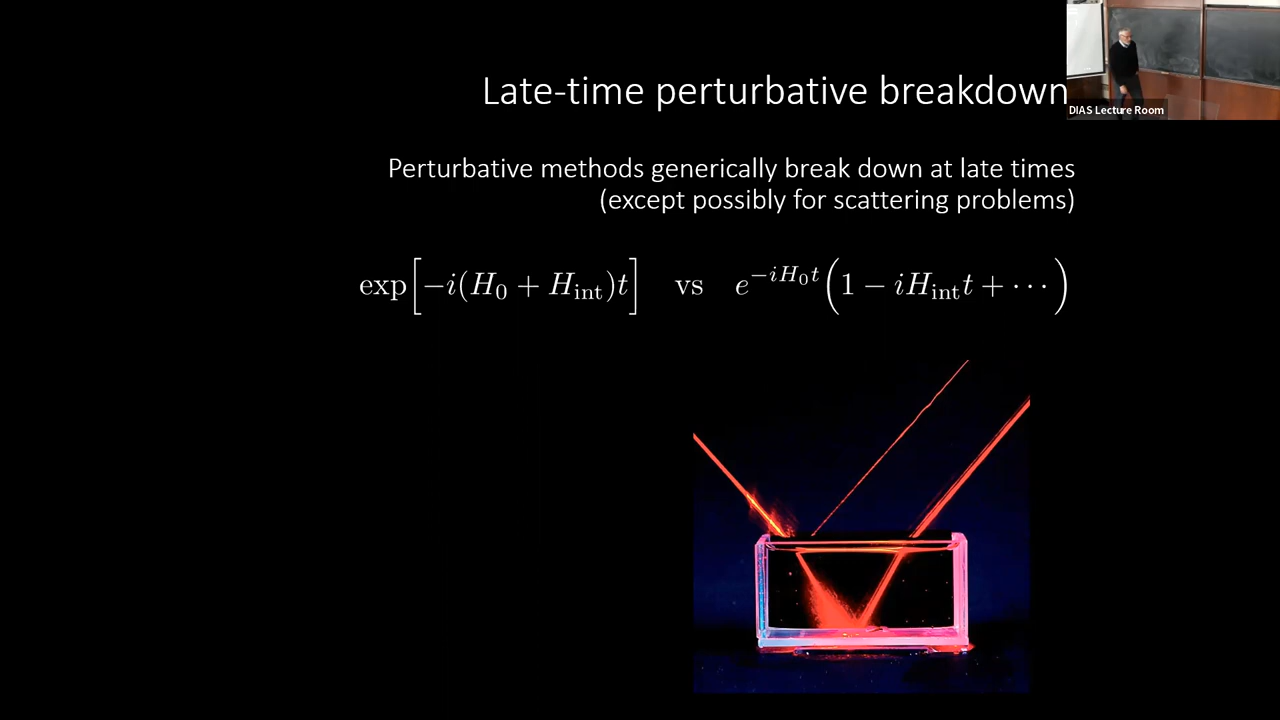 Late-time perturbative breakdown
DIAS Lecture Room
Perturbative methods generically break down at late times
(except possibly for scattering problems)
exp[−i(H₀ + H_int)t] vs e^{−iH₀t}(1 − iH_int t + ⋯)